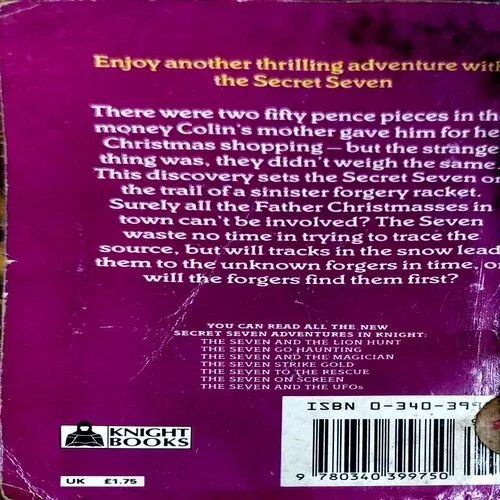 Enjoy another thrilling adventure with
the Secret Seven
There were two fifty pence pieces in the
money Colin's mother gave him for her
Christmas shopping – but the strange
thing was, they didn't weigh the same.
This discovery sets the Secret Seven on
the trail of a sinister forgery racket.
Surely all the Father Christmasses in
town can't be involved? The Seven
waste no time in trying to trace the
source, but will tracks in the snow lead
them to the unknown forgers in time, or
will the forgers find them first?
YOU CAN READ ALL THE NEW
SECRET SEVEN ADVENTURES IN KNIGHT:
THE SEVEN AND THE LION HUNT
THE SEVEN GO HAUNTING
THE SEVEN AND THE MAGICIAN
THE SEVEN STRIKE GOLD
THE SEVEN TO THE RESCUE
THE SEVEN ON SCREEN
THE SEVEN AND THE UFOs
ISBN 0-340-39
KNIGHT
BOOKS
9 780340 399750
UK £1.75